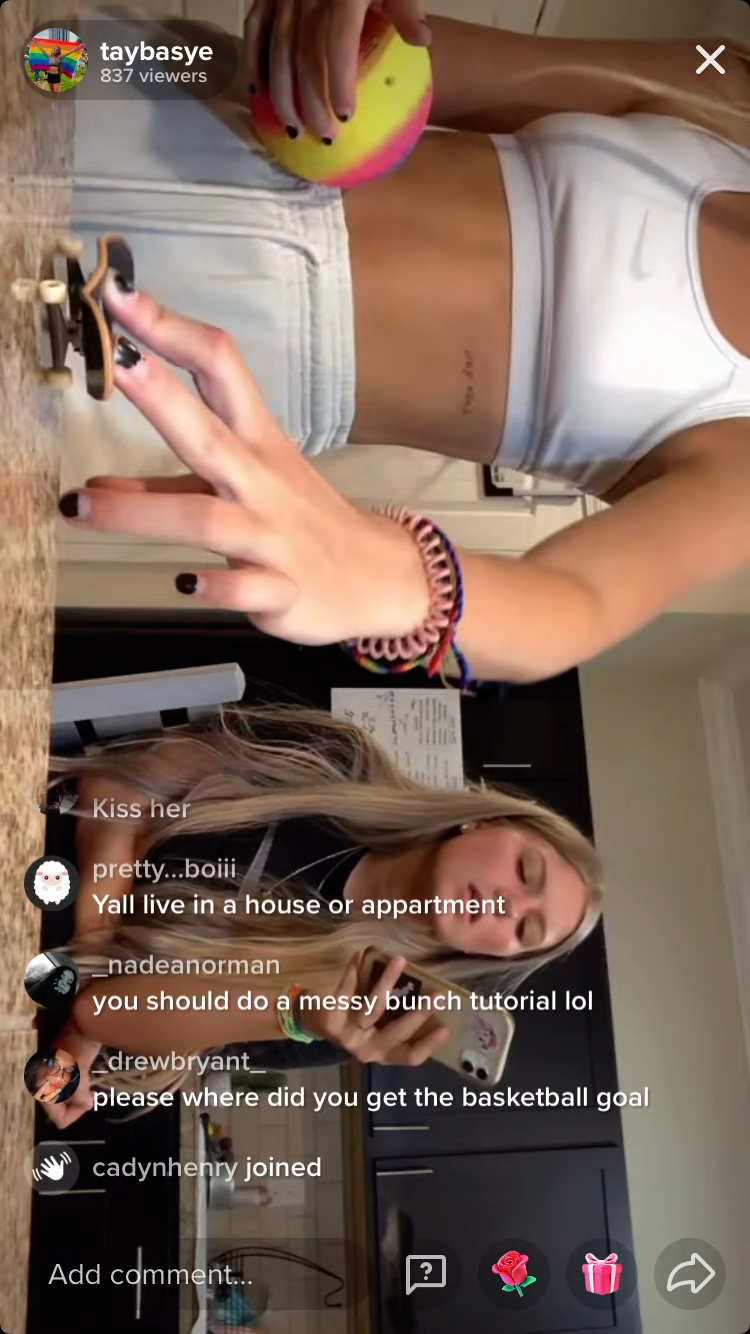 taybasye
837 viewers
Kiss her
pretty...boiii
Yall live in a house or appartment
_nadeanorman
you should do a messy bunch tutorial lol
_drewbryant_
please where did you get the basketball goal
cadynhenry joined
Add comment...